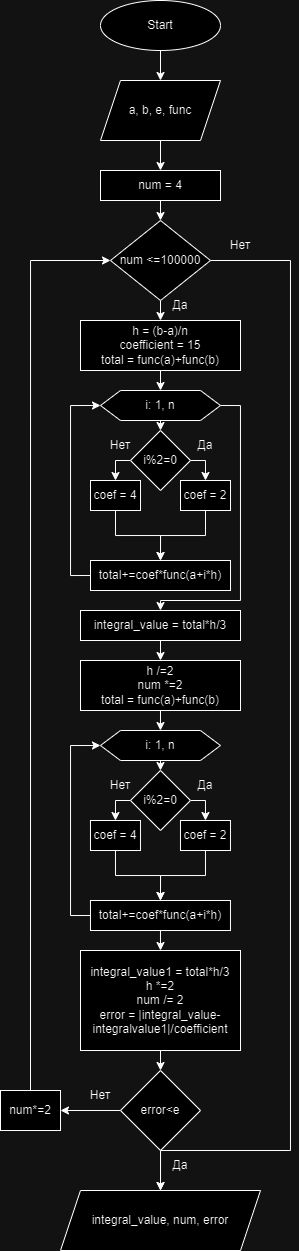 Start
a, b, e, func
num = 4
num <=100000
Нет
Да
h = (b-a)/n
coefficient = 15
total = func(a)+func(b)
i: 1, n
Нет
Да
i%2=0
coef = 4
coef = 2
total+=coef*func(a+i*h)
integral_value = total*h/3
h /=2
num *=2
total = func(a)+func(b)
i: 1, n
Нет
Да
i%2=0
coef = 4
coef = 2
total+=coef*func(a+i*h)
integral_value1 = total*h/3
h *=2
num /= 2
error = |integral_value-
integralvalue1|/coefficient
Нет
num*=2
error<e
Да
integral_value, num, error